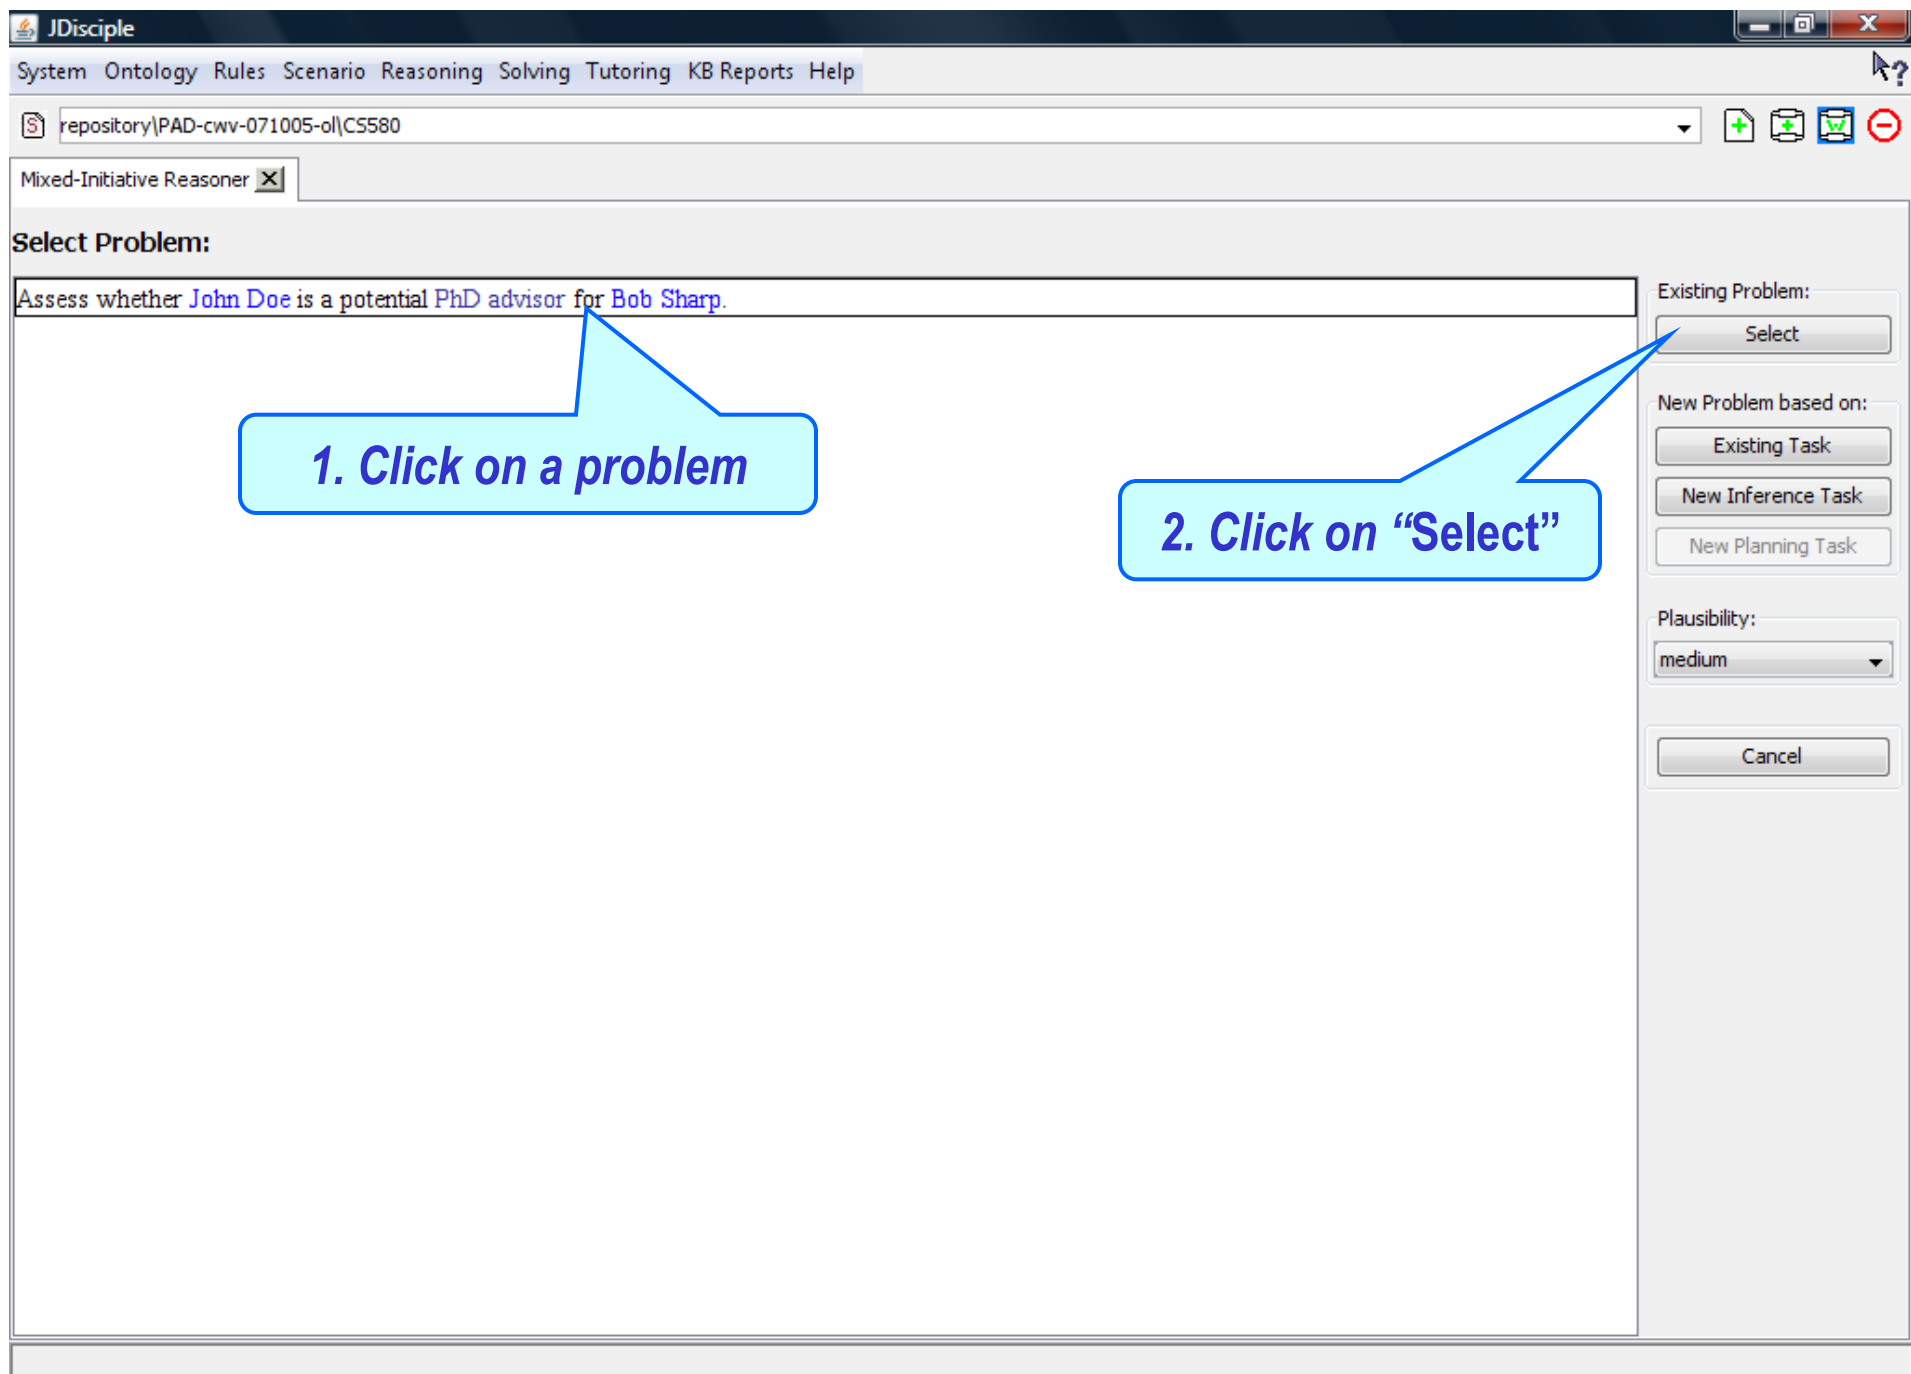 JDisciple
System Ontology Rules Scenario Reasoning Solving Tutoring KB Reports Help
repository\PAD-cwv-071005-ol\CS580
Mixed-Initiative Reasoner
Select Problem:
Assess whether John Doe is a potential PhD advisor for Bob Sharp.
1. Click on a problem
2. Click on “Select”
Existing Problem:
Select
New Problem based on:
Existing Task
New Inference Task
New Planning Task
Plausibility:
medium
Cancel